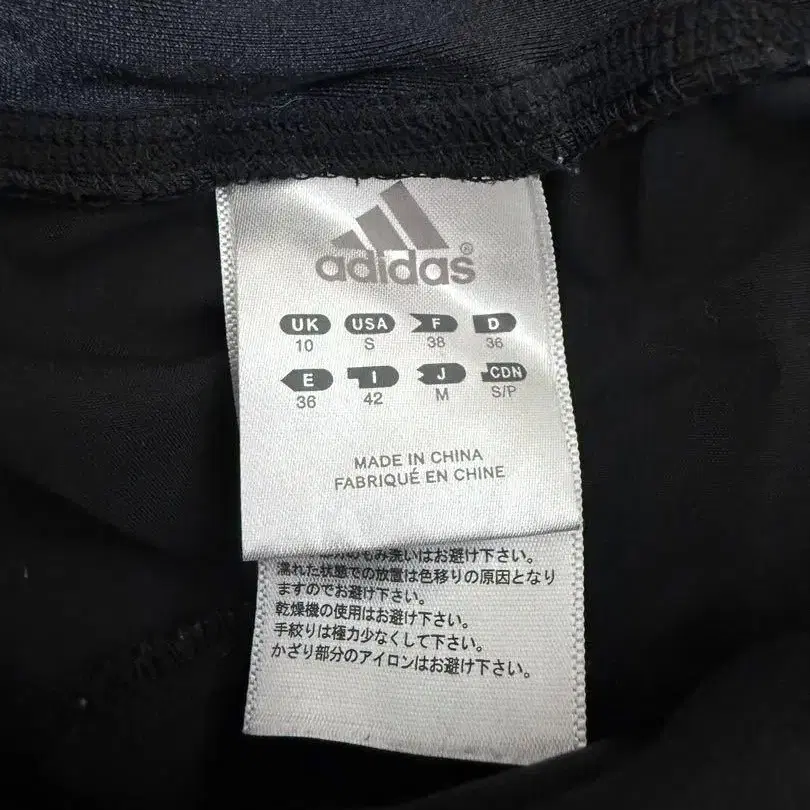 adidas®
UK USA F D
10 S 38 36
E I J CDN
36 42 M S/P
MADE IN CHINA
FABRIQUÉ EN CHINE
もみ洗いはお避け下さい。
濡れた状態での放置は色移りの原因となり
ますのでお避け下さい。
乾燥機の使用はお避け下さい。
手絞りは極力少なくして下さい。
かざり部分のアイロンはお避け下さい。